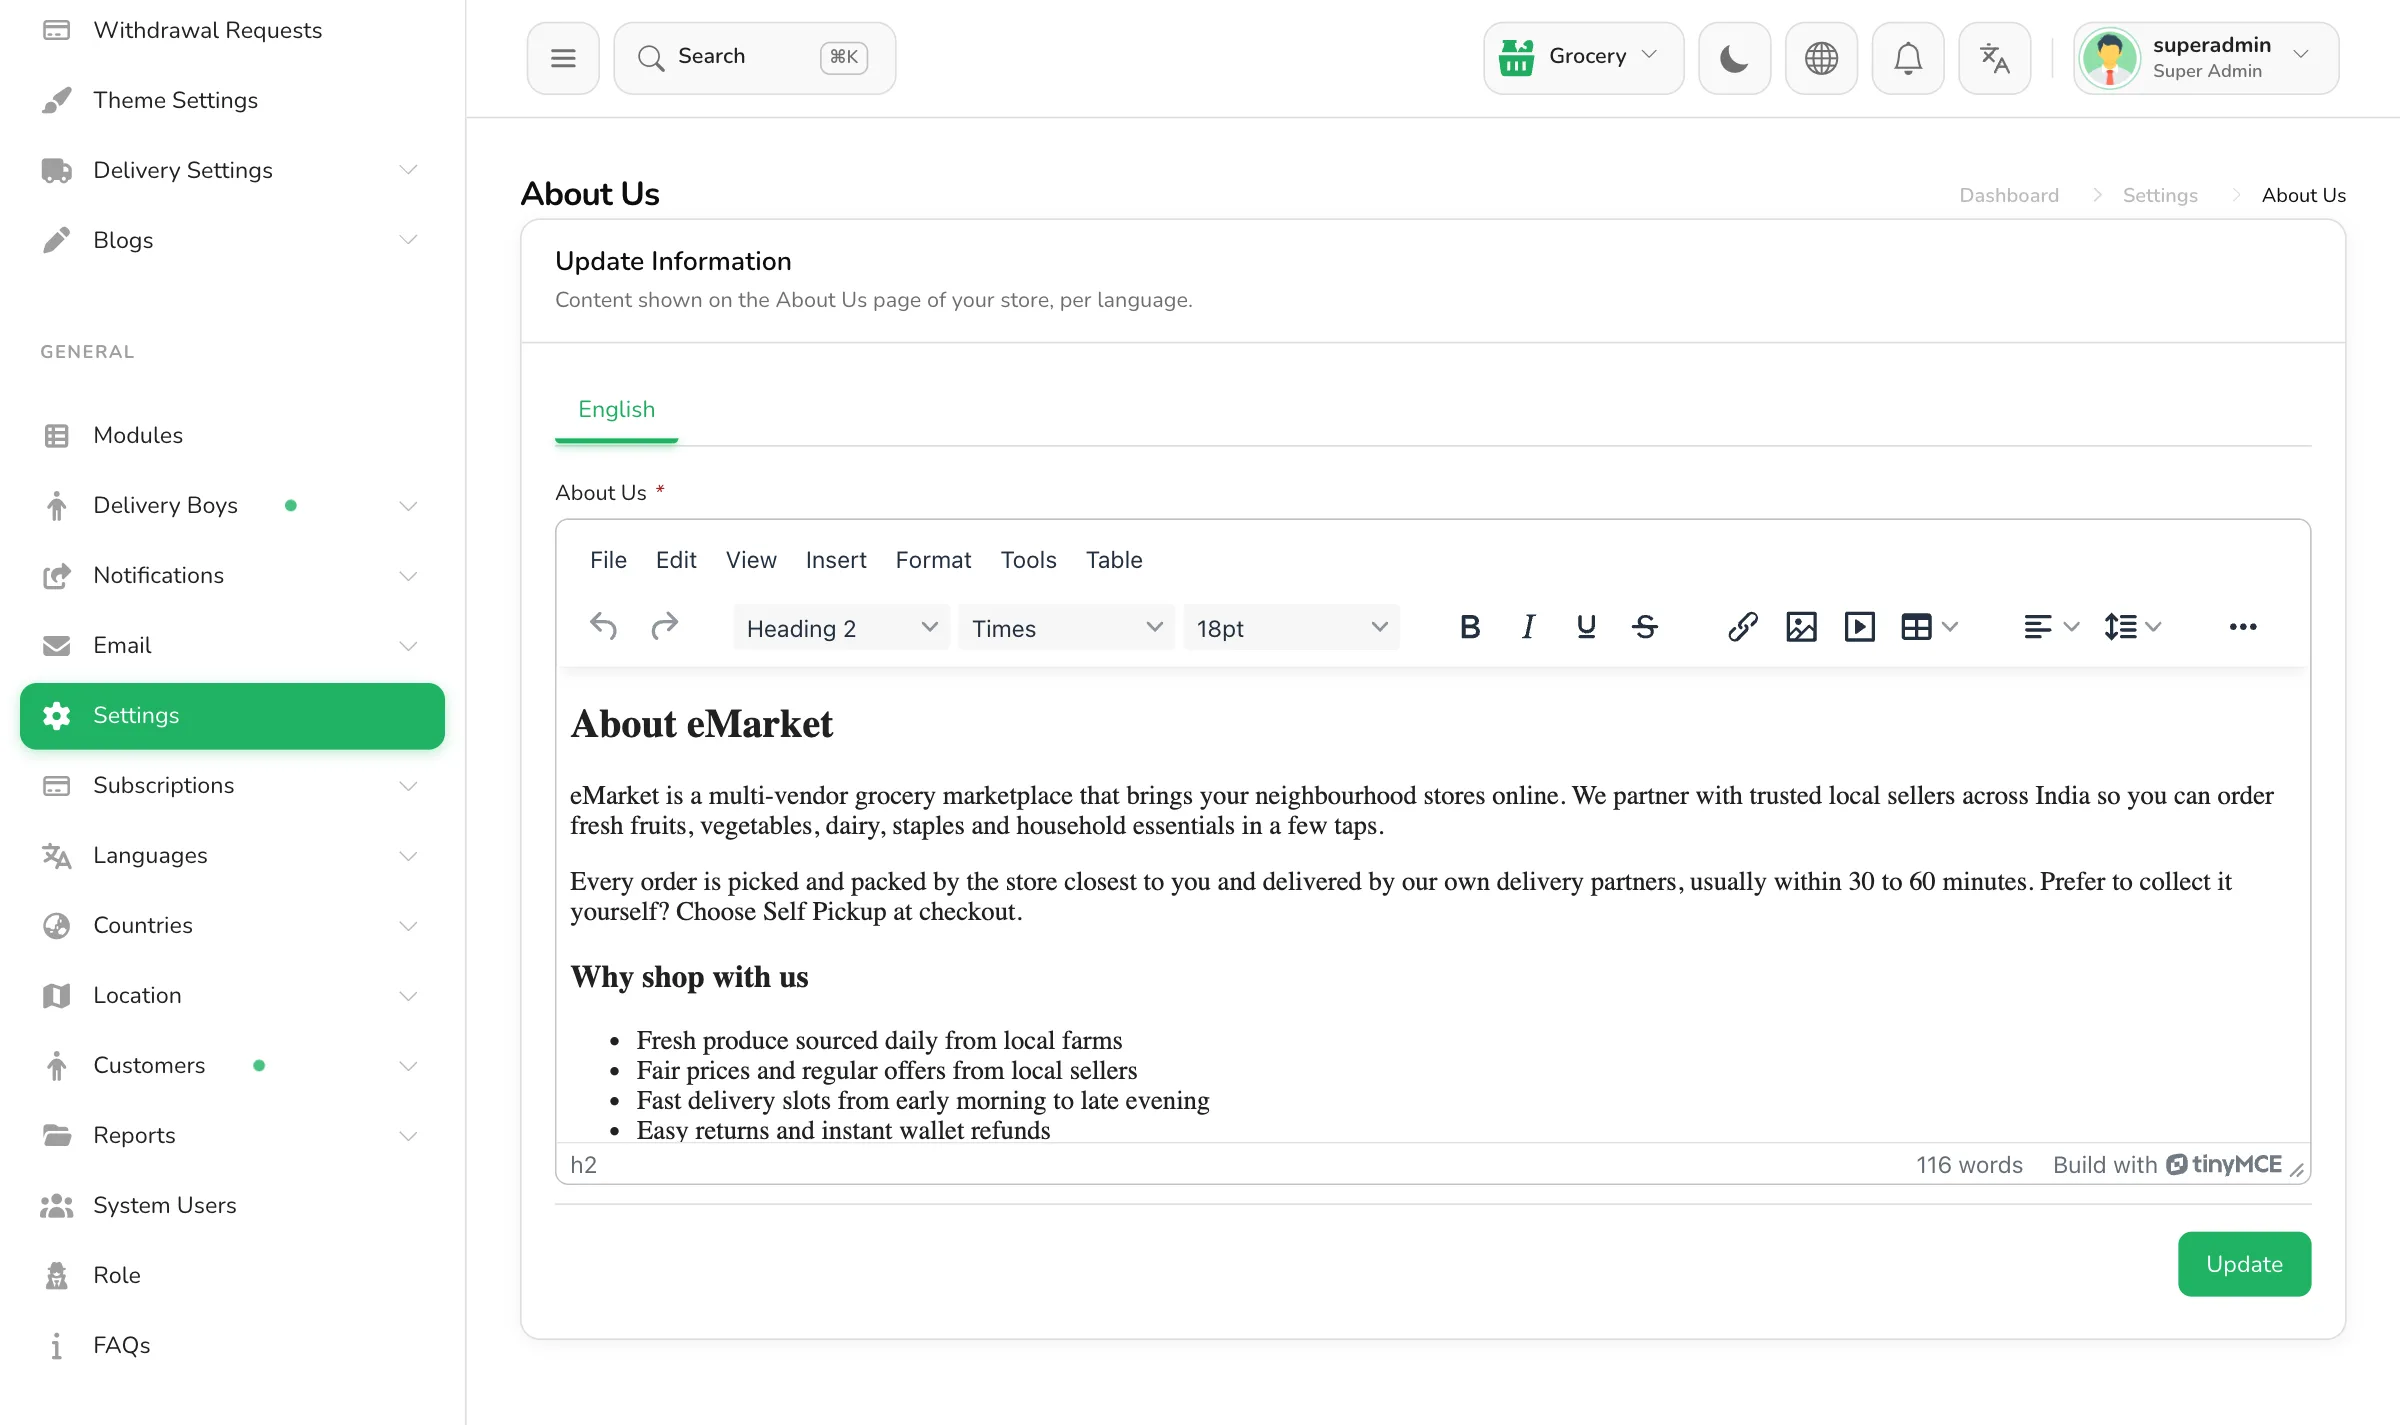 Withdrawal Requests
Theme Settings
Delivery Settings
Blogs
GENERAL
Modules
Delivery Boys
Notifications
Email
Settings
Subscriptions
Languages
Countries
Location
Customers
Reports
System Users
Role
FAQs
Search ⌘K
Grocery
superadmin
Super Admin
About Us
Dashboard Settings About Us
Update Information
Content shown on the About Us page of your store, per language.
English
About Us *
File Edit View Insert Format Tools Table
Heading 2 Times 18pt B I U S
About eMarket
eMarket is a multi-vendor grocery marketplace that brings your neighbourhood stores online. We partner with trusted local sellers across India so you can order
fresh fruits, vegetables, dairy, staples and household essentials in a few taps.
Every order is picked and packed by the store closest to you and delivered by our own delivery partners, usually within 30 to 60 minutes. Prefer to collect it
yourself? Choose Self Pickup at checkout.
Why shop with us
• Fresh produce sourced daily from local farms
• Fair prices and regular offers from local sellers
• Fast delivery slots from early morning to late evening
• Easy returns and instant wallet refunds
h2 116 words Build with tinyMCE
Update